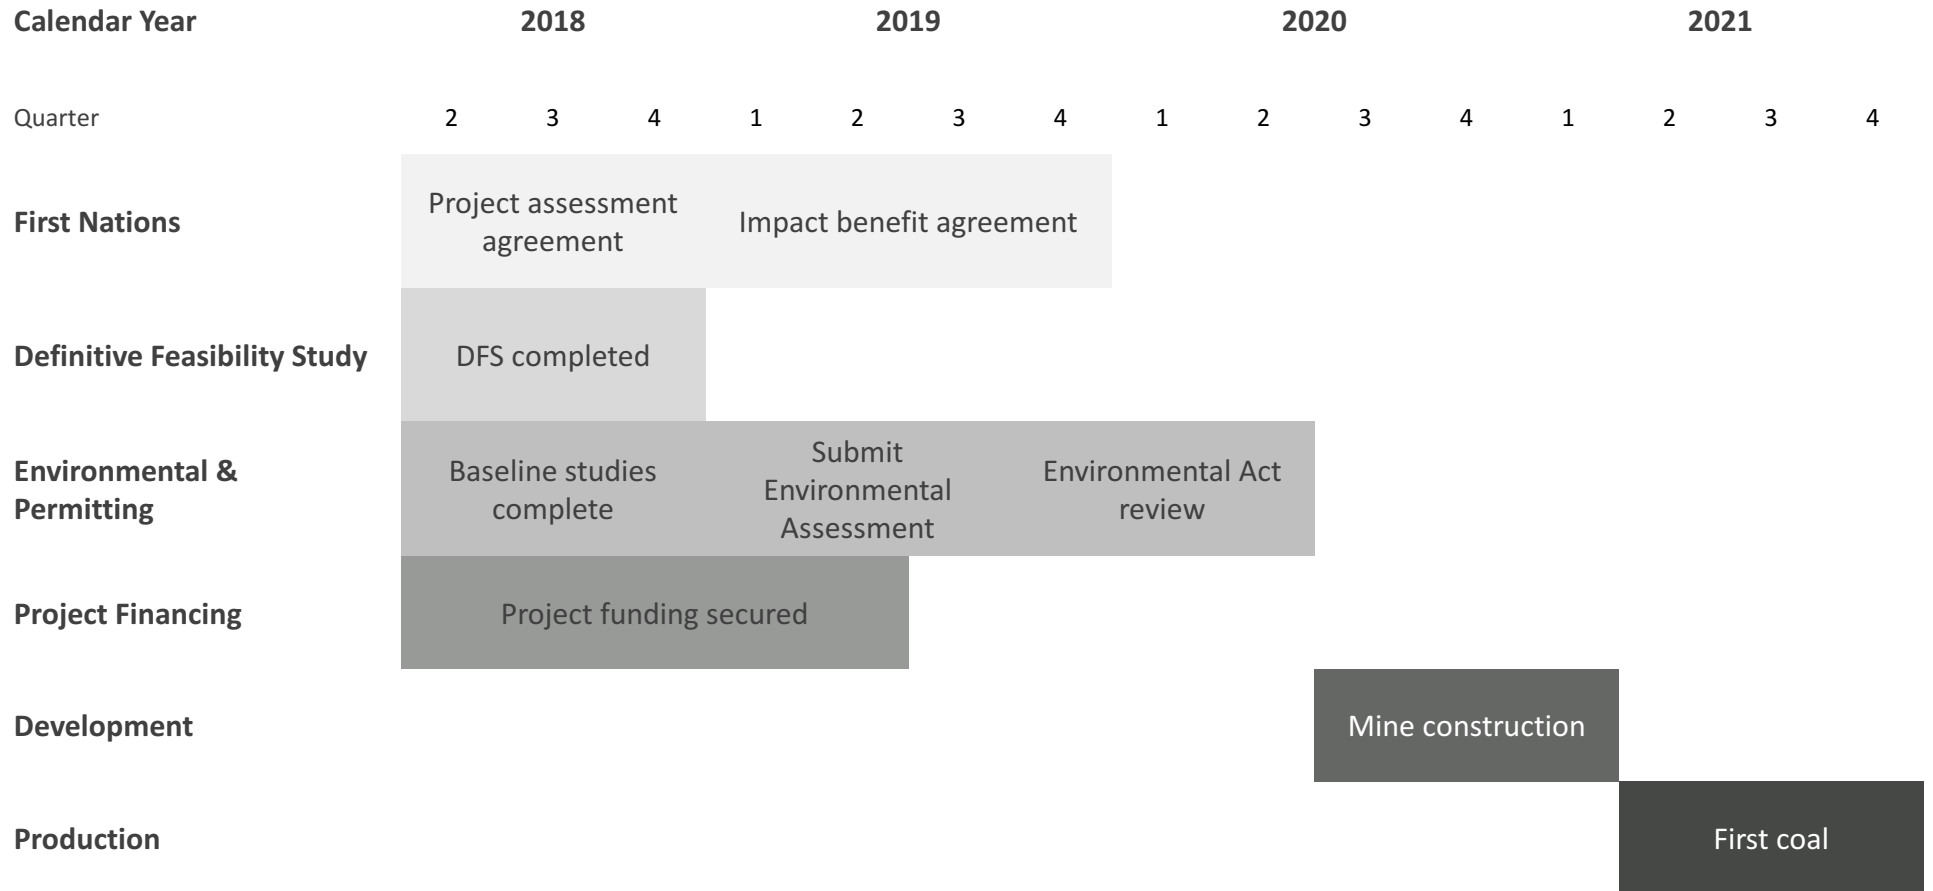 Calendar Year 2018 2019 2020 2021
Quarter 2 3 4 1 2 3 4 1 2 3 4 1 2 3 4
First Nations
Project assessment
agreement
Impact benefit agreement
Definitive Feasibility Study
DFS completed
Environmental &
Permitting
Baseline studies
complete
Submit
Environmental
Assessment
Environmental Act
review
Project Financing
Project funding secured
Development
Mine construction
Production
First coal